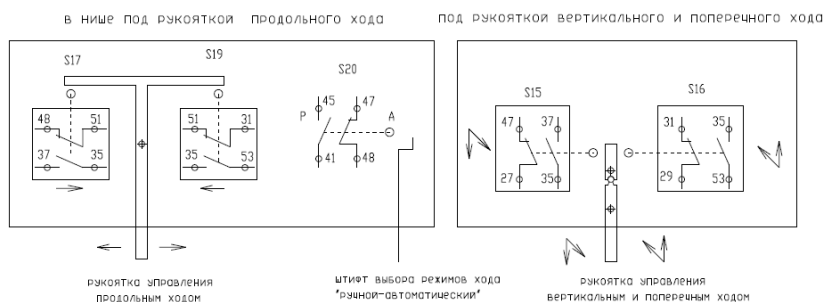 В НИШЕ ПОД РУКОЯТКОЙ ПРОДОЛЬНОГО ХОДА
ПОД РУКОЯТКОЙ ВЕРТИКАЛЬНОГО И ПОПЕРЕЧНОГО ХОДА
S17
S19
S20
48 51
37 35
51 31
35 53
P 45 47 A
41 48
S15
S16
47 37
27 35
31 35
29 53
РУКОЯТКА УПРАВЛЕНИЯ
ПРОДОЛЬНЫМ ХОДОМ
ШТИФТ ВЫБОРА РЕЖИМОВ ХОДА
"РУЧНОЙ-АВТОМАТИЧЕСКИЙ"
РУКОЯТКА УПРАВЛЕНИЯ
ВЕРТИКАЛЬНЫМ И ПОПЕРЕЧНЫМ ХОДОМ